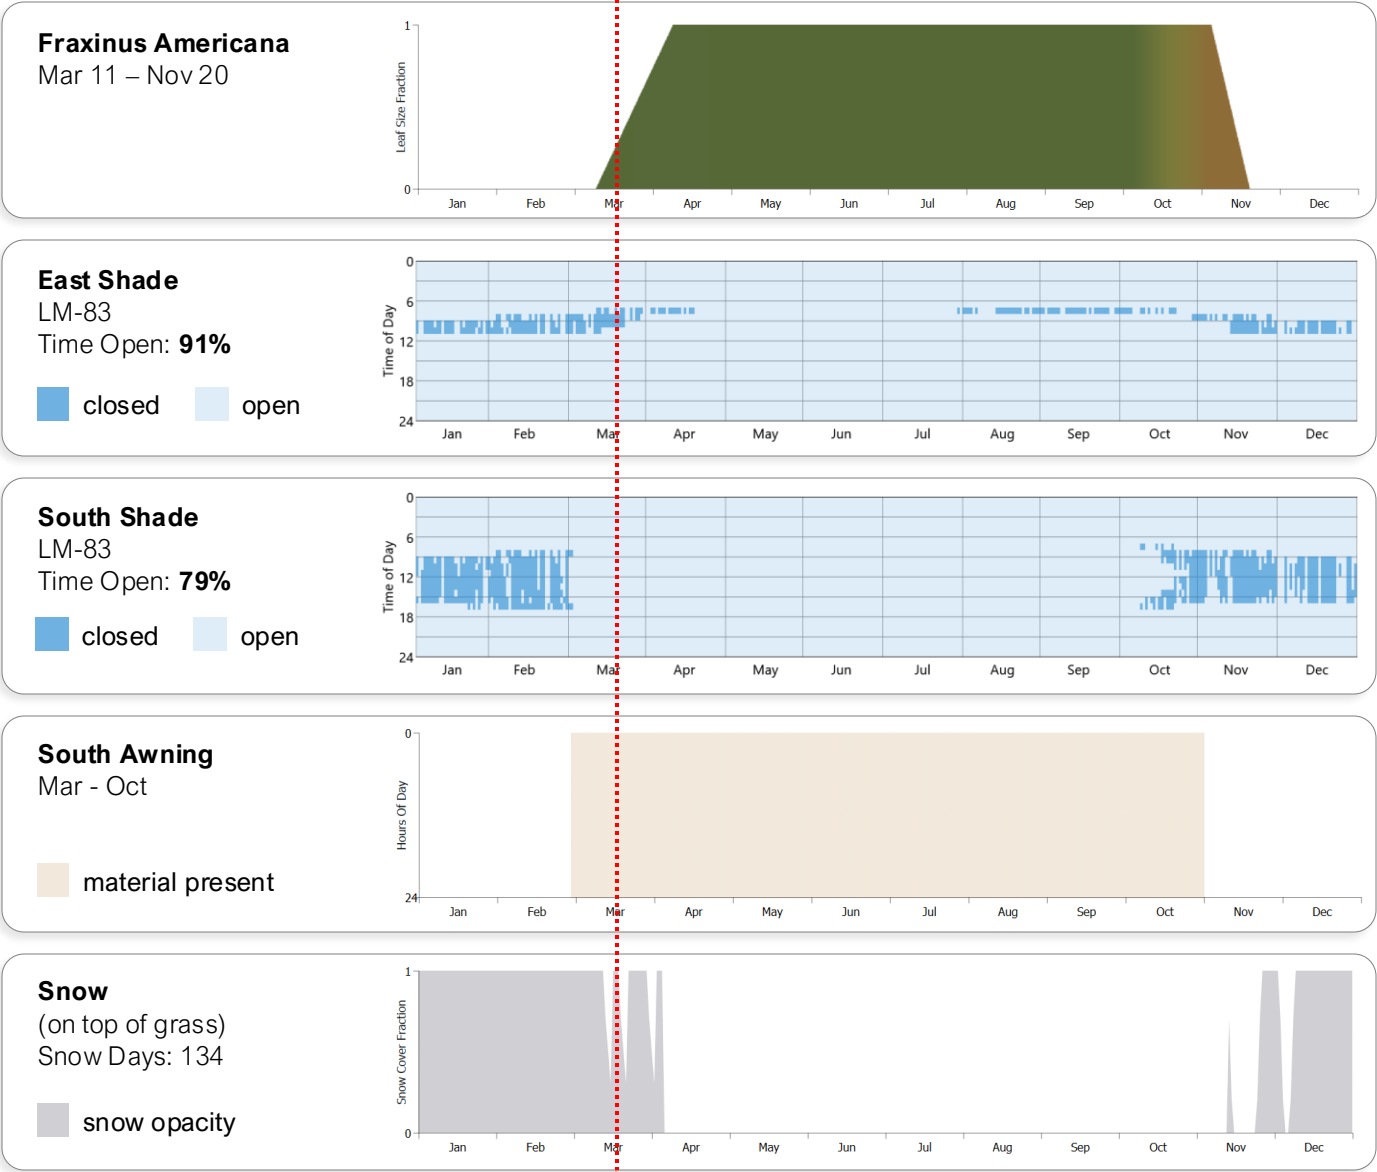 Fraxinus Americana
Mar 11 – Nov 20
Leaf Size Fraction
1
0
Jan Feb Mar Apr May Jun Jul Aug Sep Oct Nov Dec
East Shade
LM-83
Time Open: 91%
closed open
Time of Day
0
6
12
18
24
Jan Feb Mar Apr May Jun Jul Aug Sep Oct Nov Dec
South Shade
LM-83
Time Open: 79%
closed open
Time of Day
0
6
12
18
24
Jan Feb Mar Apr May Jun Jul Aug Sep Oct Nov Dec
South Awning
Mar - Oct
material present
Hours Of Day
0
24
Jan Feb Mar Apr May Jun Jul Aug Sep Oct Nov Dec
Snow
(on top of grass)
Snow Days: 134
snow opacity
Snow Cover Fraction
1
0
Jan Feb Mar Apr May Jun Jul Aug Sep Oct Nov Dec